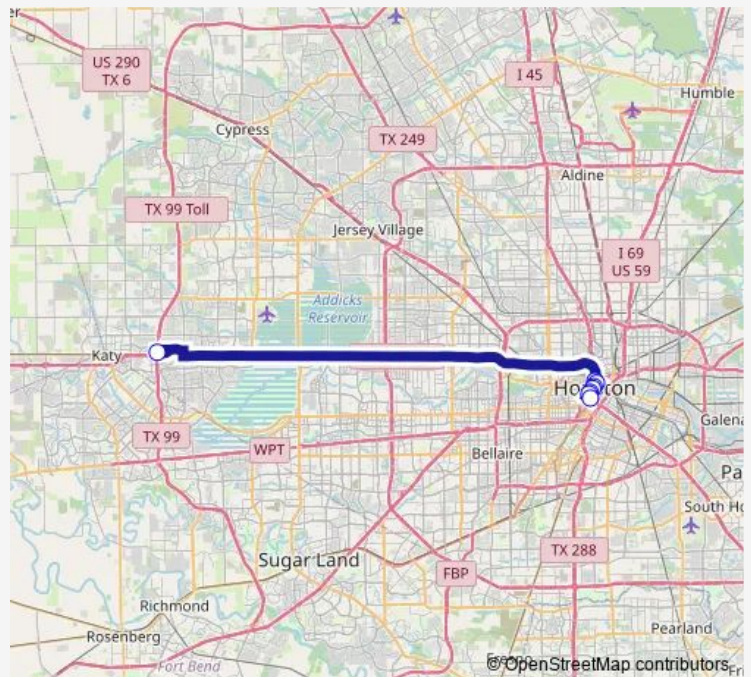 US 290
TX 6
I 45
Humble
Cypress
TX 249
Aldine
TX 99 Toll
Jersey Village
I 69
US 59
Addicks
Reservoir
Katy
TX 99
WPT
Bellaire
Galena
Pa
South Ho
TX 288
Sugar Land
FBP
Richmond
Pearland
Rosenberg
Fort Bend
© OpenStreetMap contributors